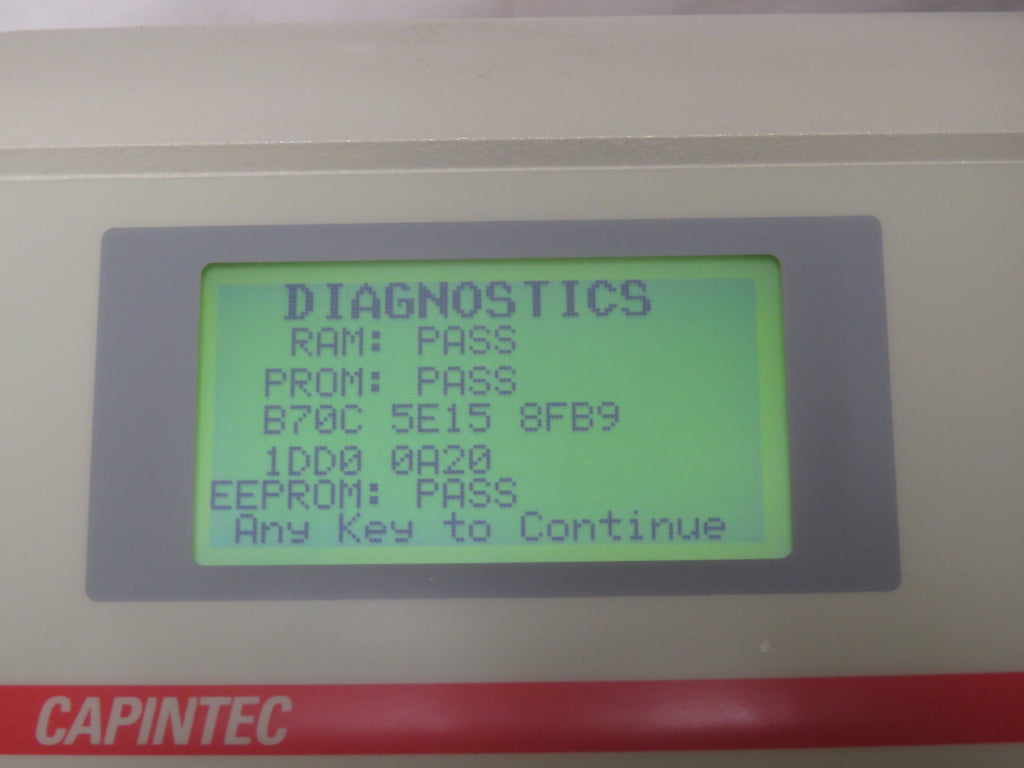 DIAGNOSTICS
RAM: PASS
PROM: PASS
B70C 5E15 8FB9
1DD0 0A20
EEPROM: PASS
Any Key to Continue
CAPINTEC